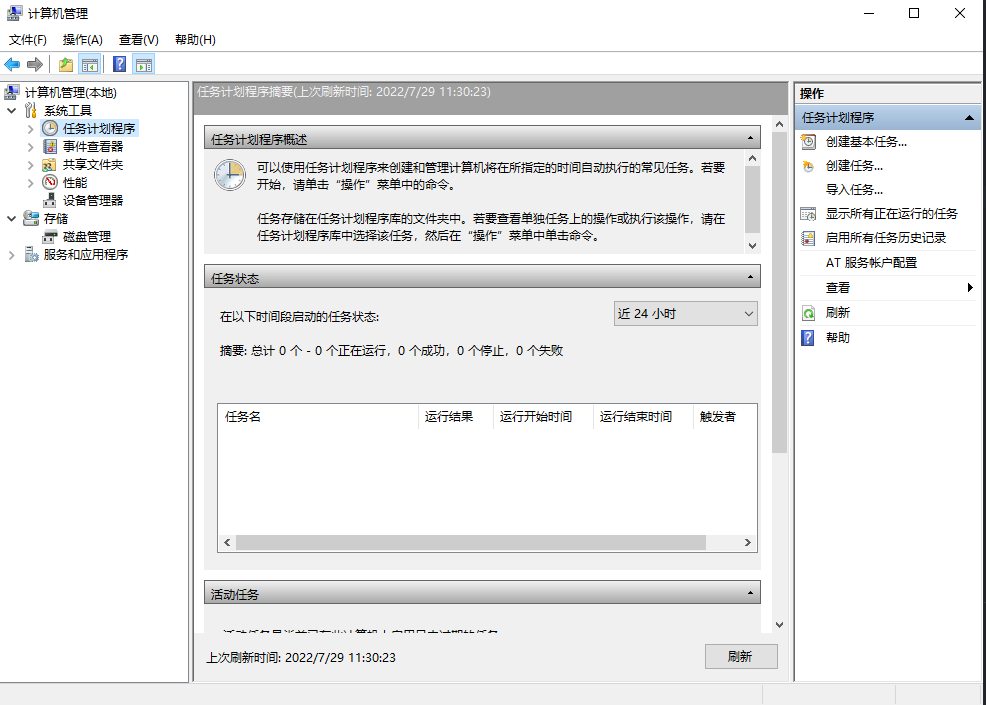 计算机管理
文件(F) 操作(A) 查看(V) 帮助(H)
计算机管理(本地)
系统工具
任务计划程序
事件查看器
共享文件夹
性能
设备管理器
存储
磁盘管理
服务和应用程序
任务计划程序摘要(上次刷新时间: 2022/7/29 11:30:23)
任务计划程序概述
可以使用任务计划程序来创建和管理计算机将在所指定的时间自动执行的常见任务。若要
开始，请单击“操作”菜单中的命令。
任务存储在任务计划程序库的文件夹中。若要查看单独任务上的操作或执行该操作，请在
任务计划程序库中选择该任务，然后在“操作”菜单中单击命令。
任务状态
在以下时间段启动的任务状态:
近 24 小时
摘要: 总计 0 个 - 0 个正在运行，0 个成功，0 个停止，0 个失败
任务名 运行结果 运行开始时间 运行结束时间 触发者
活动任务
上次刷新时间: 2022/7/29 11:30:23
刷新
操作
任务计划程序
创建基本任务...
创建任务...
导入任务...
显示所有正在运行的任务
启用所有任务历史记录
AT 服务帐户配置
查看
刷新
帮助